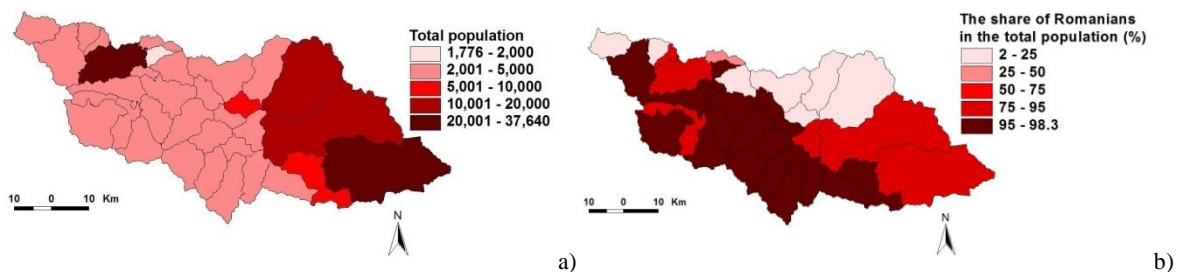 Total population
1,776 - 2,000
2,001 - 5,000
5,001 - 10,000
10,001 - 20,000
20,001 - 37,640
10 0 10 Km
N
a)
The share of Romanians
in the total population (%)
2 - 25
25 - 50
50 - 75
75 - 95
95 - 98.3
10 0 10 Km
N
b)